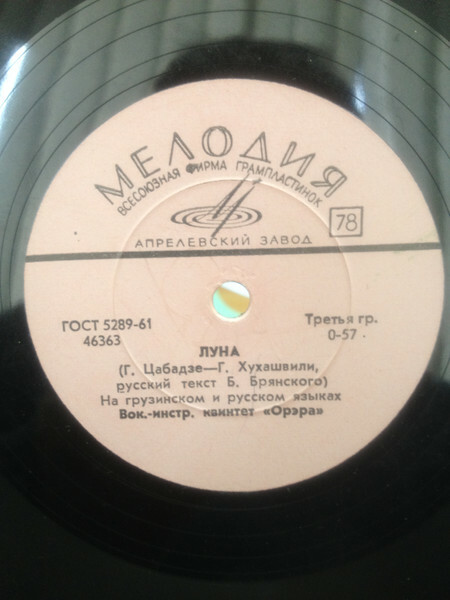 МЕЛОДИЯ
ВСЕСОЮЗНАЯ ФИРМА ГРАМПЛАСТИНОК
78
АПРЕЛЕВСКИЙ ЗАВОД
ГОСТ 5289-61
46363
Третья гр.
0-57
ЛУНА
(Г. Цабадзе—Г. Хухашвили,
русский текст Б. Брянского)
На грузинском и русском языках
Вок.-инстр. квинтет «Орэра»